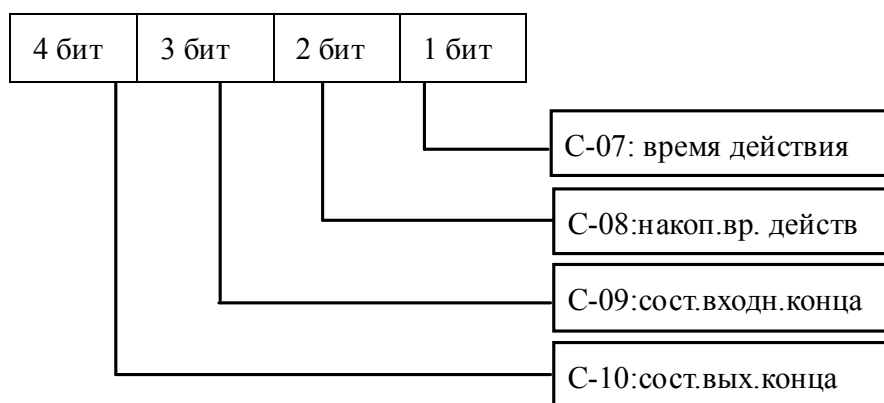 4 бит 3 бит 2 бит 1 бит
С-07: время действия
С-08:накоп.вр. действ
С-09:сост.входн.конца
С-10:сост.вых.конца